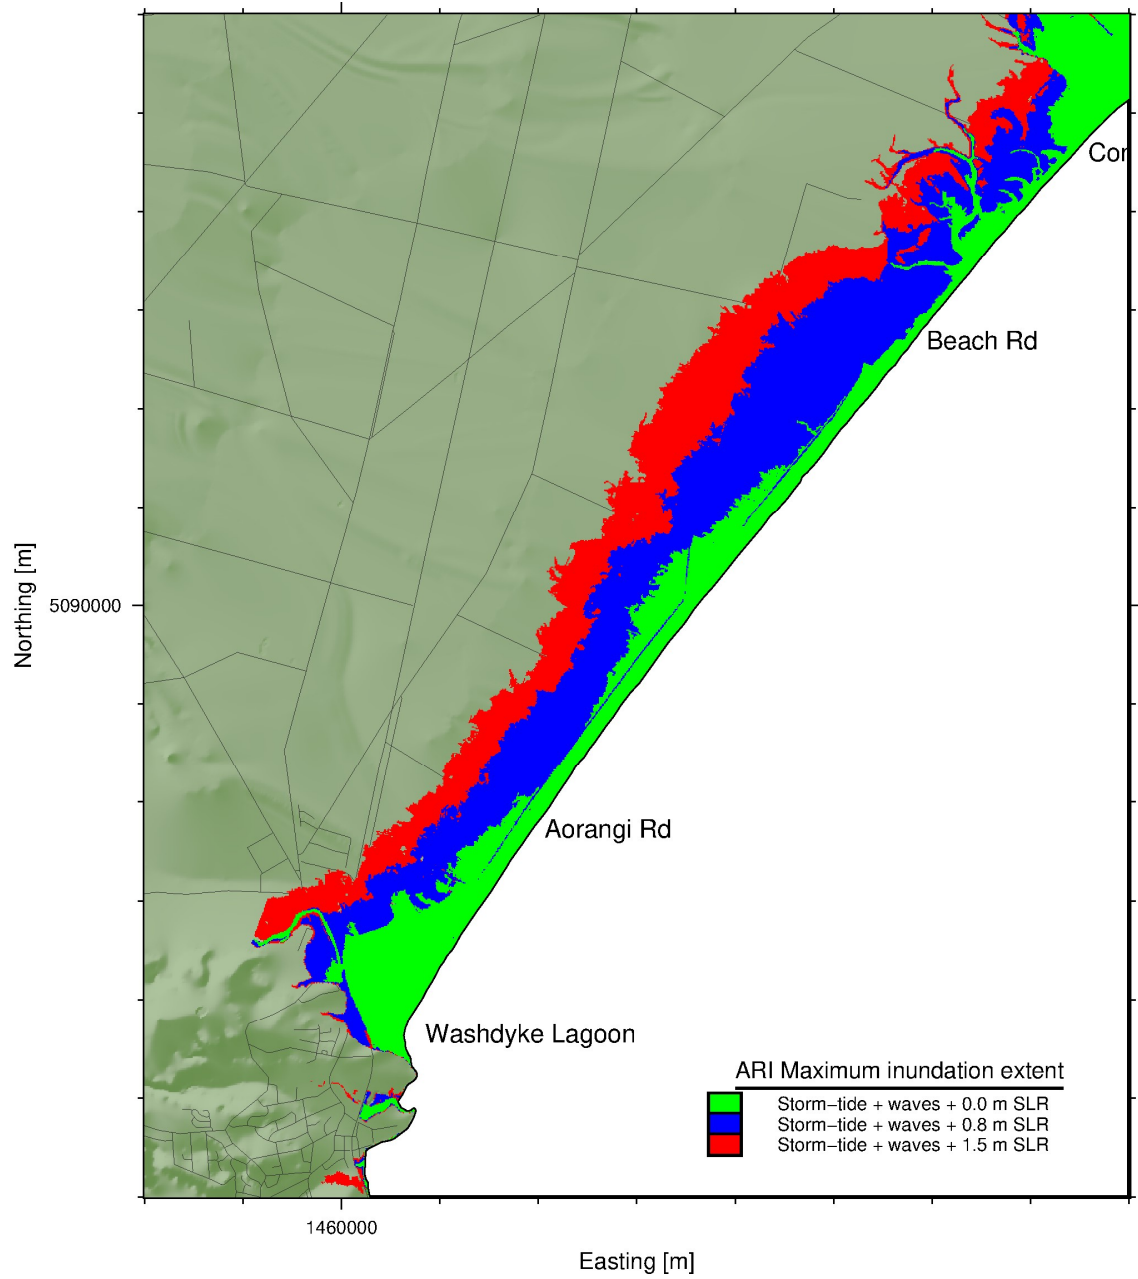 Cor
Beach Rd
Northing [m]
5090000
Aorangi Rd
Washdyke Lagoon
ARI Maximum inundation extent
Storm−tide + waves + 0.0 m SLR
Storm−tide + waves + 0.8 m SLR
Storm−tide + waves + 1.5 m SLR
1460000
Easting [m]